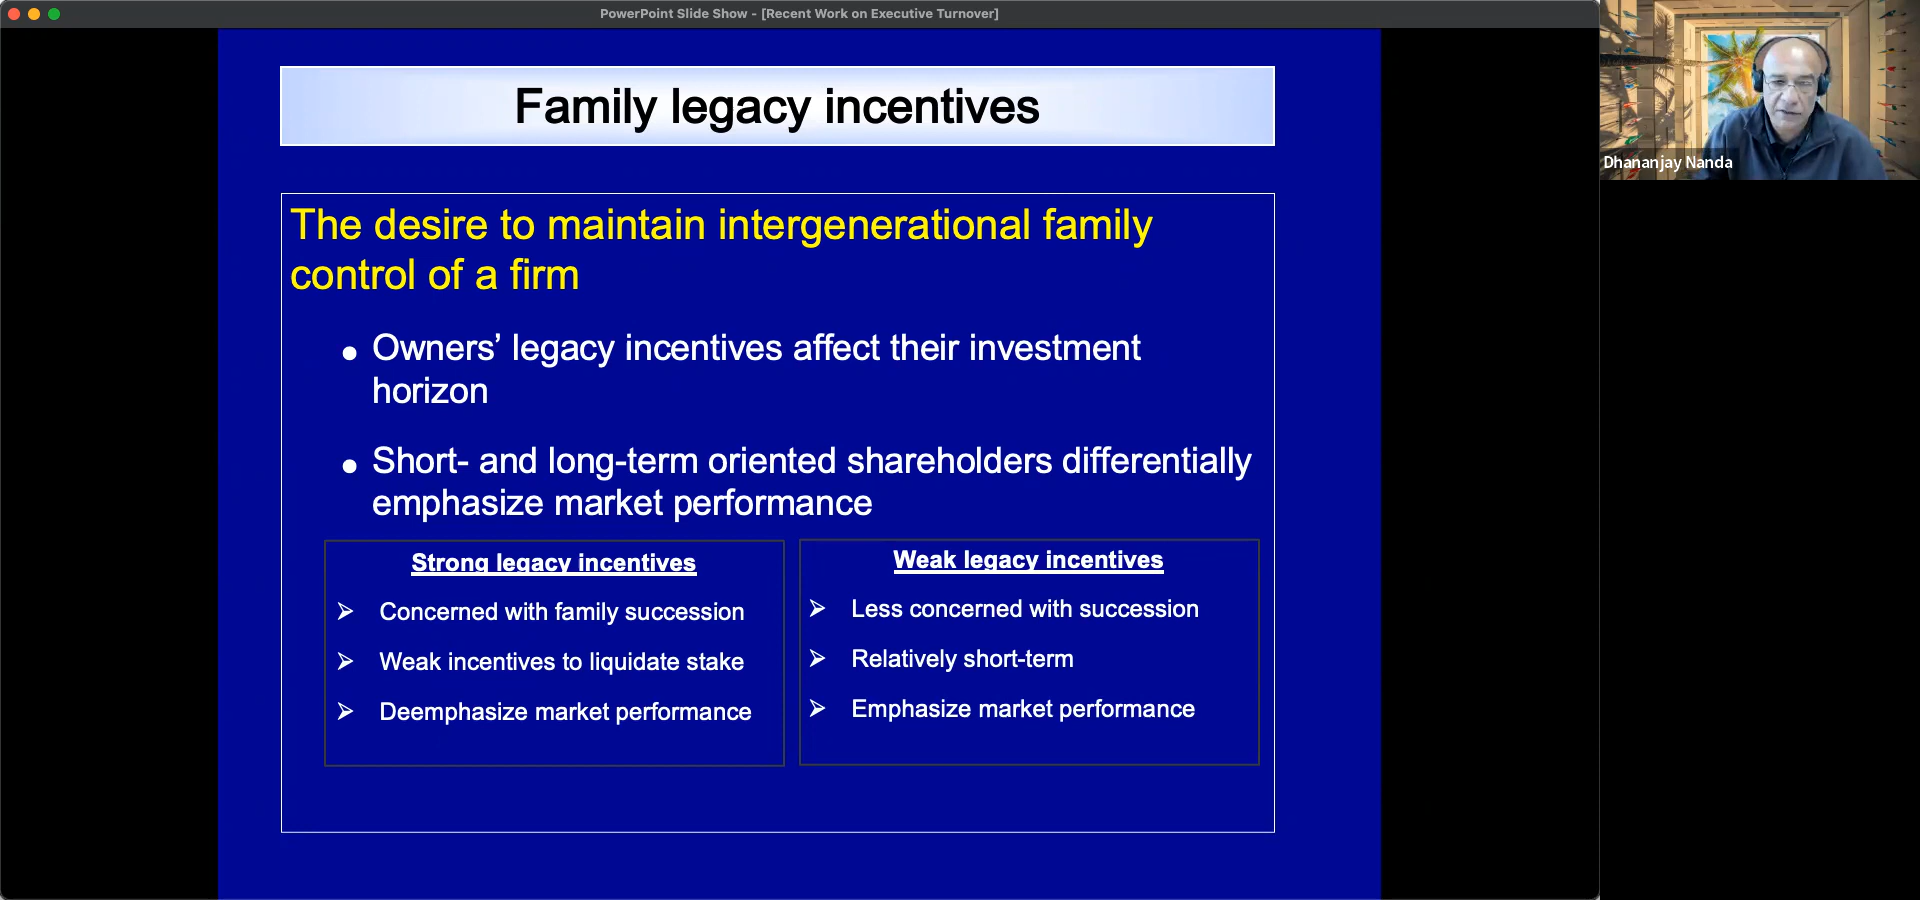 PowerPoint Slide Show - [Recent Work on Executive Turnover]
Family legacy incentives
The desire to maintain intergenerational family
control of a firm
● Owners’ legacy incentives affect their investment
horizon
● Short- and long-term oriented shareholders differentially
emphasize market performance
Strong legacy incentives
➢ Concerned with family succession
➢ Weak incentives to liquidate stake
➢ Deemphasize market performance
Weak legacy incentives
➢ Less concerned with succession
➢ Relatively short-term
➢ Emphasize market performance
Dhananjay Nanda